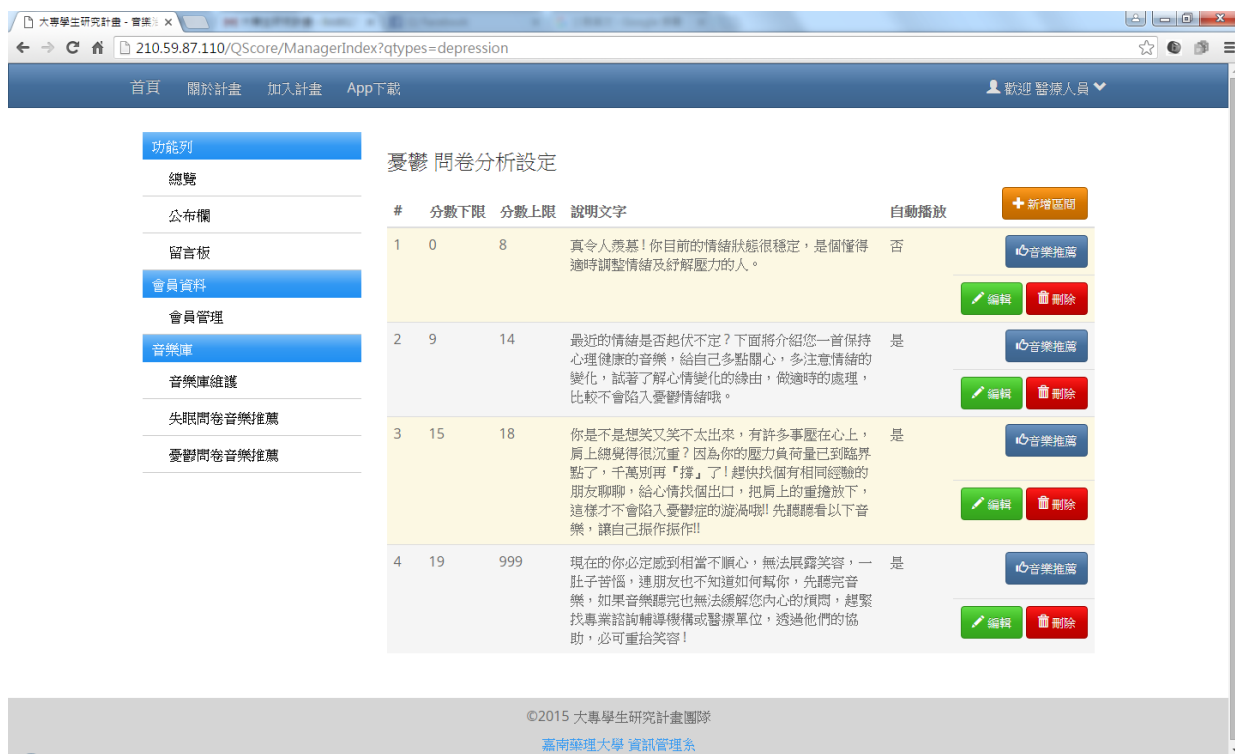 大專學生研究計畫 - 音樂
210.59.87.110/QScore/ManagerIndex?qtypes=depression
首頁 關於計畫 加入計畫 App下載 歡迎 醫療人員
功能列
總覽
公布欄
留言板
會員資料
會員管理
音樂庫
音樂庫維護
失眠問卷音樂推薦
憂鬱問卷音樂推薦
憂鬱 問卷分析設定
# 分數下限 分數上限 說明文字 自動播放 新增區間
1 0 8 真令人羨慕!你目前的情緒狀態很穩定，是個懂得 否 音樂推薦
適時調整情緒及紓解壓力的人。
編輯 刪除
2 9 14 最近的情緒是否起伏不定?下面將介紹您一首保持 是 音樂推薦
心理健康的音樂，給自己多點關心，多注意情緒的
變化，試著了解心情變化的緣由，做適時的處理，
比較不會陷入憂鬱情緒哦。
編輯 刪除
3 15 18 你是不是想笑又笑不太出來，有許多事壓在心上， 是 音樂推薦
肩上總覺得很沉重?因為你的壓力負荷量已到臨界
點了，千萬別再『撐』了!趕快找個有相同經驗的
朋友聊聊，給心情找個出口，把肩上的重擔放下，
這樣才不會陷入憂鬱症的漩渦哦!! 先聽聽看以下音
樂，讓自己振作振作!!
編輯 刪除
4 19 999 現在的你必定感到相當不順心，無法展露笑容，一 是 音樂推薦
肚子苦惱，連朋友也不知道如何幫你，先聽完音
樂，如果音樂聽完也無法緩解您內心的煩悶，趕緊
找專業諮詢輔導機構或醫療單位，透過他們的協
助，必可重拾笑容!
編輯 刪除
©2015 大專學生研究計畫團隊
嘉南藥理大學 資訊管理系